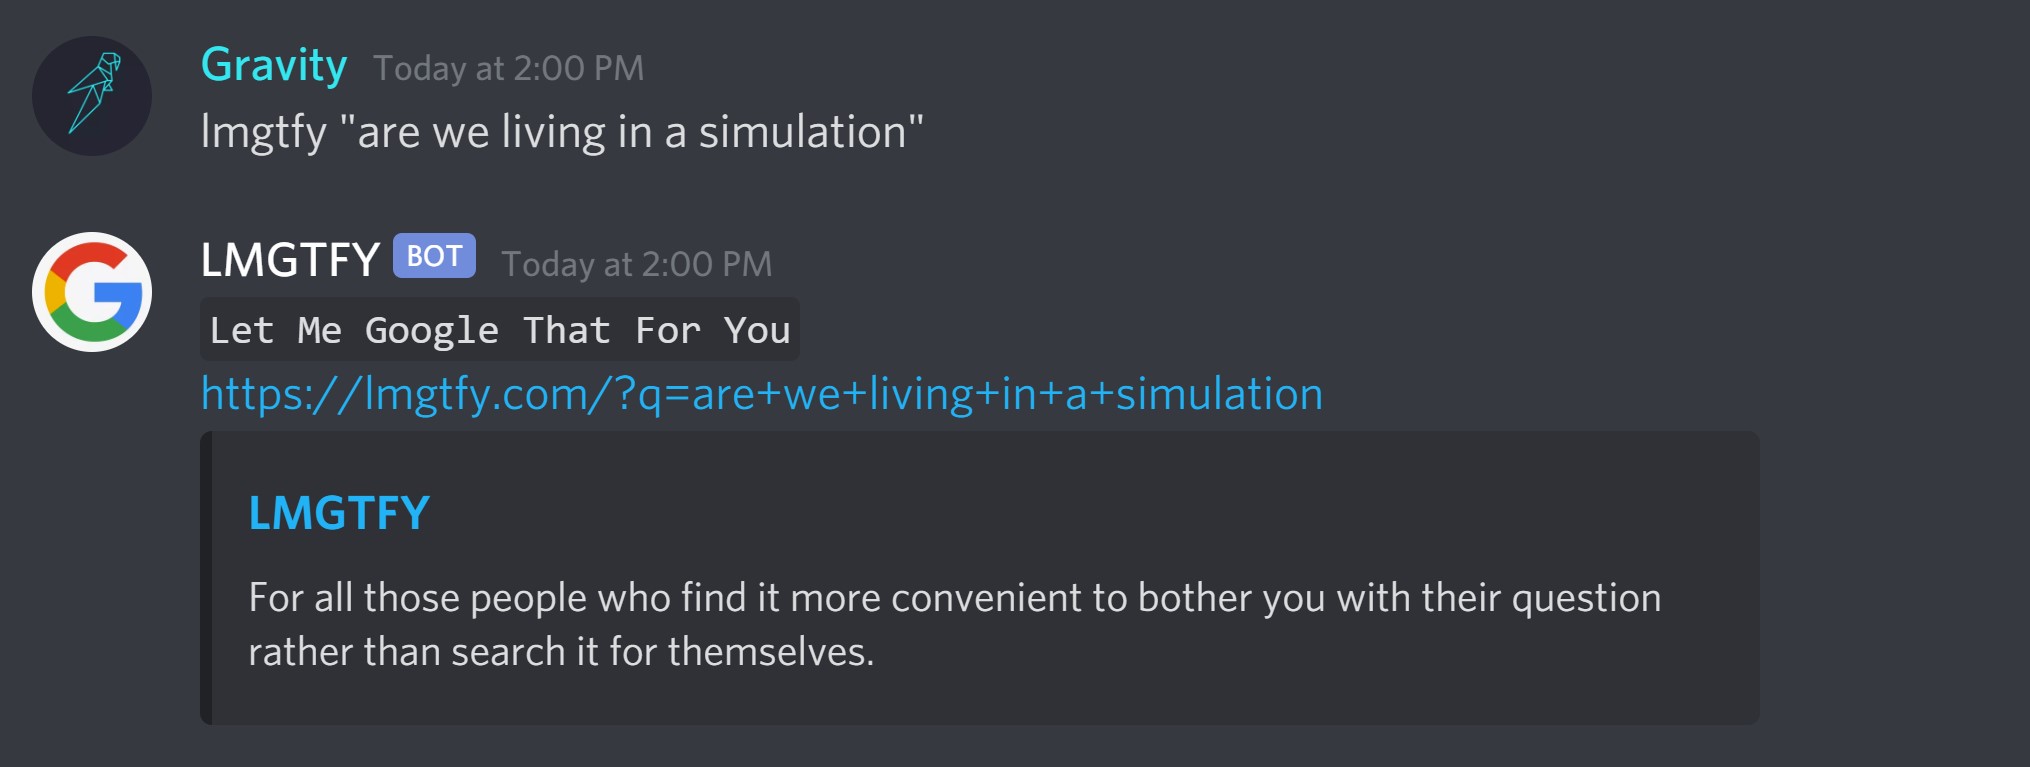 Gravity Today at 2:00 PM
lmgtfy "are we living in a simulation"
LMGTFY BOT Today at 2:00 PM
Let Me Google That For You
https://lmgtfy.com/?q=are+we+living+in+a+simulation
LMGTFY
For all those people who find it more convenient to bother you with their question
rather than search it for themselves.